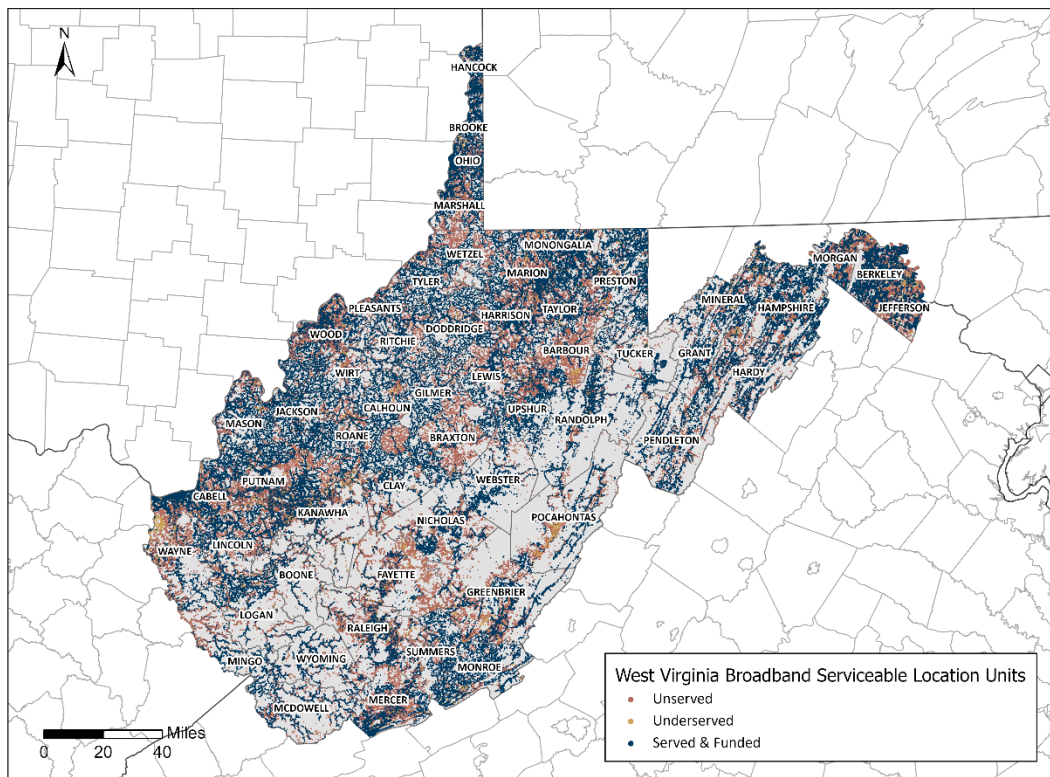 N
HANCOCK
BROOKE
OHIO
MARSHALL
WETZEL
MONONGALIA
MARION
PRESTON
MORGAN
BERKELEY
JEFFERSON
TYLER
PLEASANTS
HARRISON
TAYLOR
MINERAL
HAMPSHIRE
WOOD
RITCHIE
DODDRIDGE
BARBOUR
TUCKER
GRANT
HARDY
WIRT
LEWIS
GILMER
CALHOUN
UPSHUR
RANDOLPH
JACKSON
MASON
ROANE
BRAXTON
PENDLETON
PUTNAM
CABELL
CLAY
WEBSTER
KANAWHA
NICHOLAS
POCAHONTAS
WAYNE
LINCOLN
BOONE
FAYETTE
GREENBRIER
LOGAN
RALEIGH
SUMMERS
MINGO
WYOMING
MONROE
MCDOWELL
MERCER
West Virginia Broadband Serviceable Location Units
Unserved
Underserved
Served & Funded
Miles
0 20 40